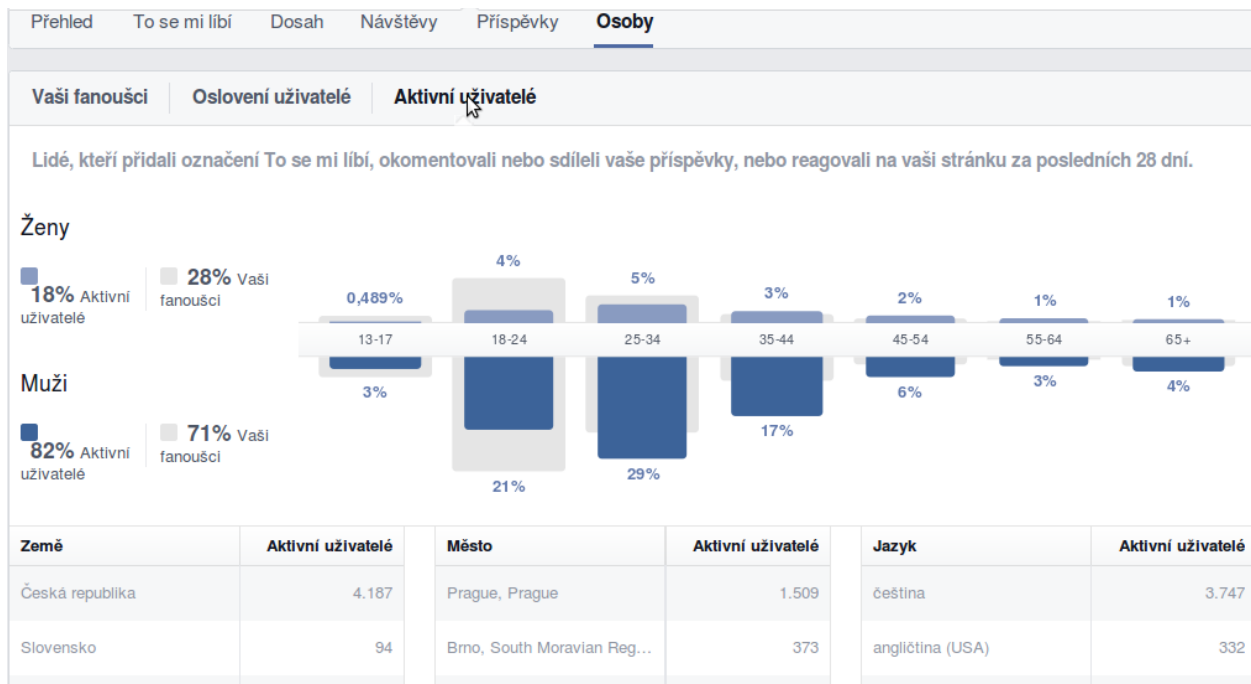 Přehled To se mi líbí Dosah Návštěvy Příspěvky Osoby
Vaši fanoušci Oslovení uživatelé Aktivní uživatelé
Lidé, kteří přidali označení To se mi líbí, okomentovali nebo sdíleli vaše příspěvky, nebo reagovali na vaši stránku za posledních 28 dní.
Ženy
18% Aktivní
uživatelé
28% Vaši
fanoušci
0,489% 4% 5% 3% 2% 1% 1%
13-17 18-24 25-34 35-44 45-54 55-64 65+
3% 21% 29% 17% 6% 3% 4%
Muži
82% Aktivní
uživatelé
71% Vaši
fanoušci
Země Aktivní uživatelé Město Aktivní uživatelé Jazyk Aktivní uživatelé
Česká republika 4.187 Prague, Prague 1.509 čeština 3.747
Slovensko 94 Brno, South Moravian Reg... 373 angličtina (USA) 332